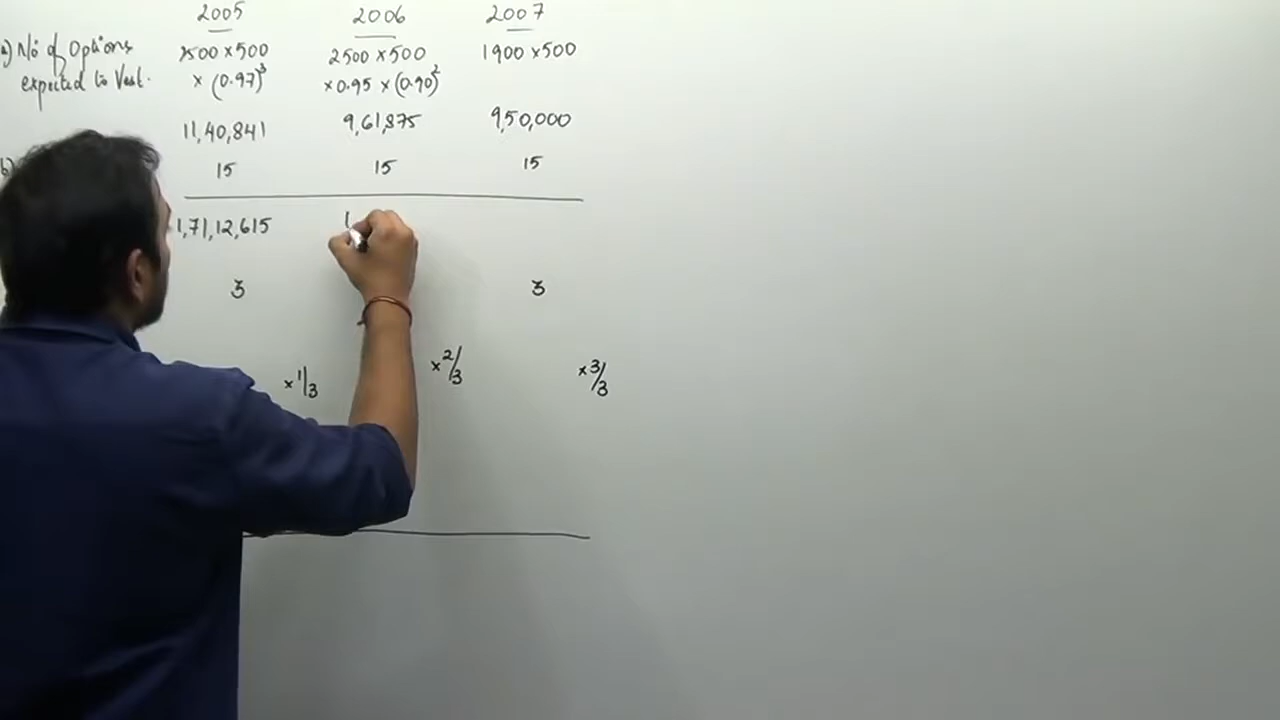 2005 2006 2007
a) No of Options 2500 x 500 2500 x 500 1900 x 500
expected to Vest. x (0.97)³ x 0.95 x (0.90)²
11,40,841 9,61,875 9,50,000
b) 15 15 15
1,71,12,615 1
3 3
x 1/3 x 2/3 x 3/3